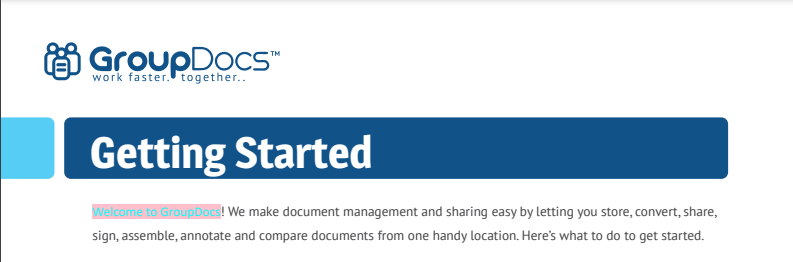 GroupDocs™
work faster. together..
Getting Started
Welcome to GroupDocs! We make document management and sharing easy by letting you store, convert, share,
sign, assemble, annotate and compare documents from one handy location. Here's what to do to get started.